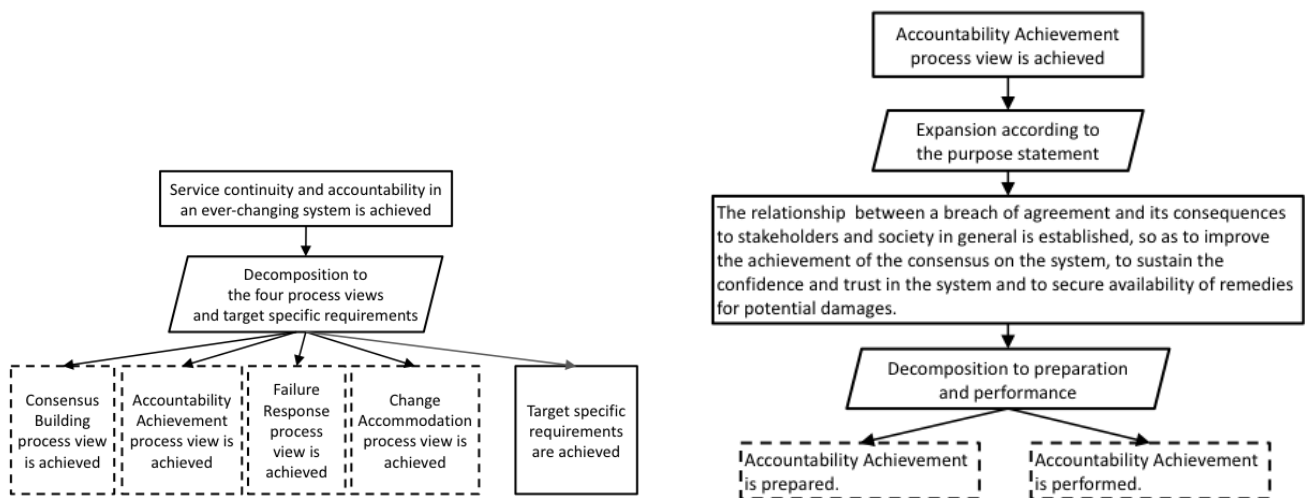 Service continuity and accountability in
an ever-changing system is achieved
Decomposition to
the four process views
and target specific requirements
Consensus
Building
process view
is achieved
Accountability
Achievement
process view is
achieved
Failure
Response
process
view is
achieved
Change
Accommodation
process view is
achieved
Target specific
requirements
are achieved
Accountability Achievement
process view is achieved
Expansion according to
the purpose statement
The relationship between a breach of agreement and its consequences
to stakeholders and society in general is established, so as to improve
the achievement of the consensus on the system, to sustain the
confidence and trust in the system and to secure availability of remedies
for potential damages.
Decomposition to preparation
and performance
Accountability Achievement
is prepared.
Accountability Achievement
is performed.